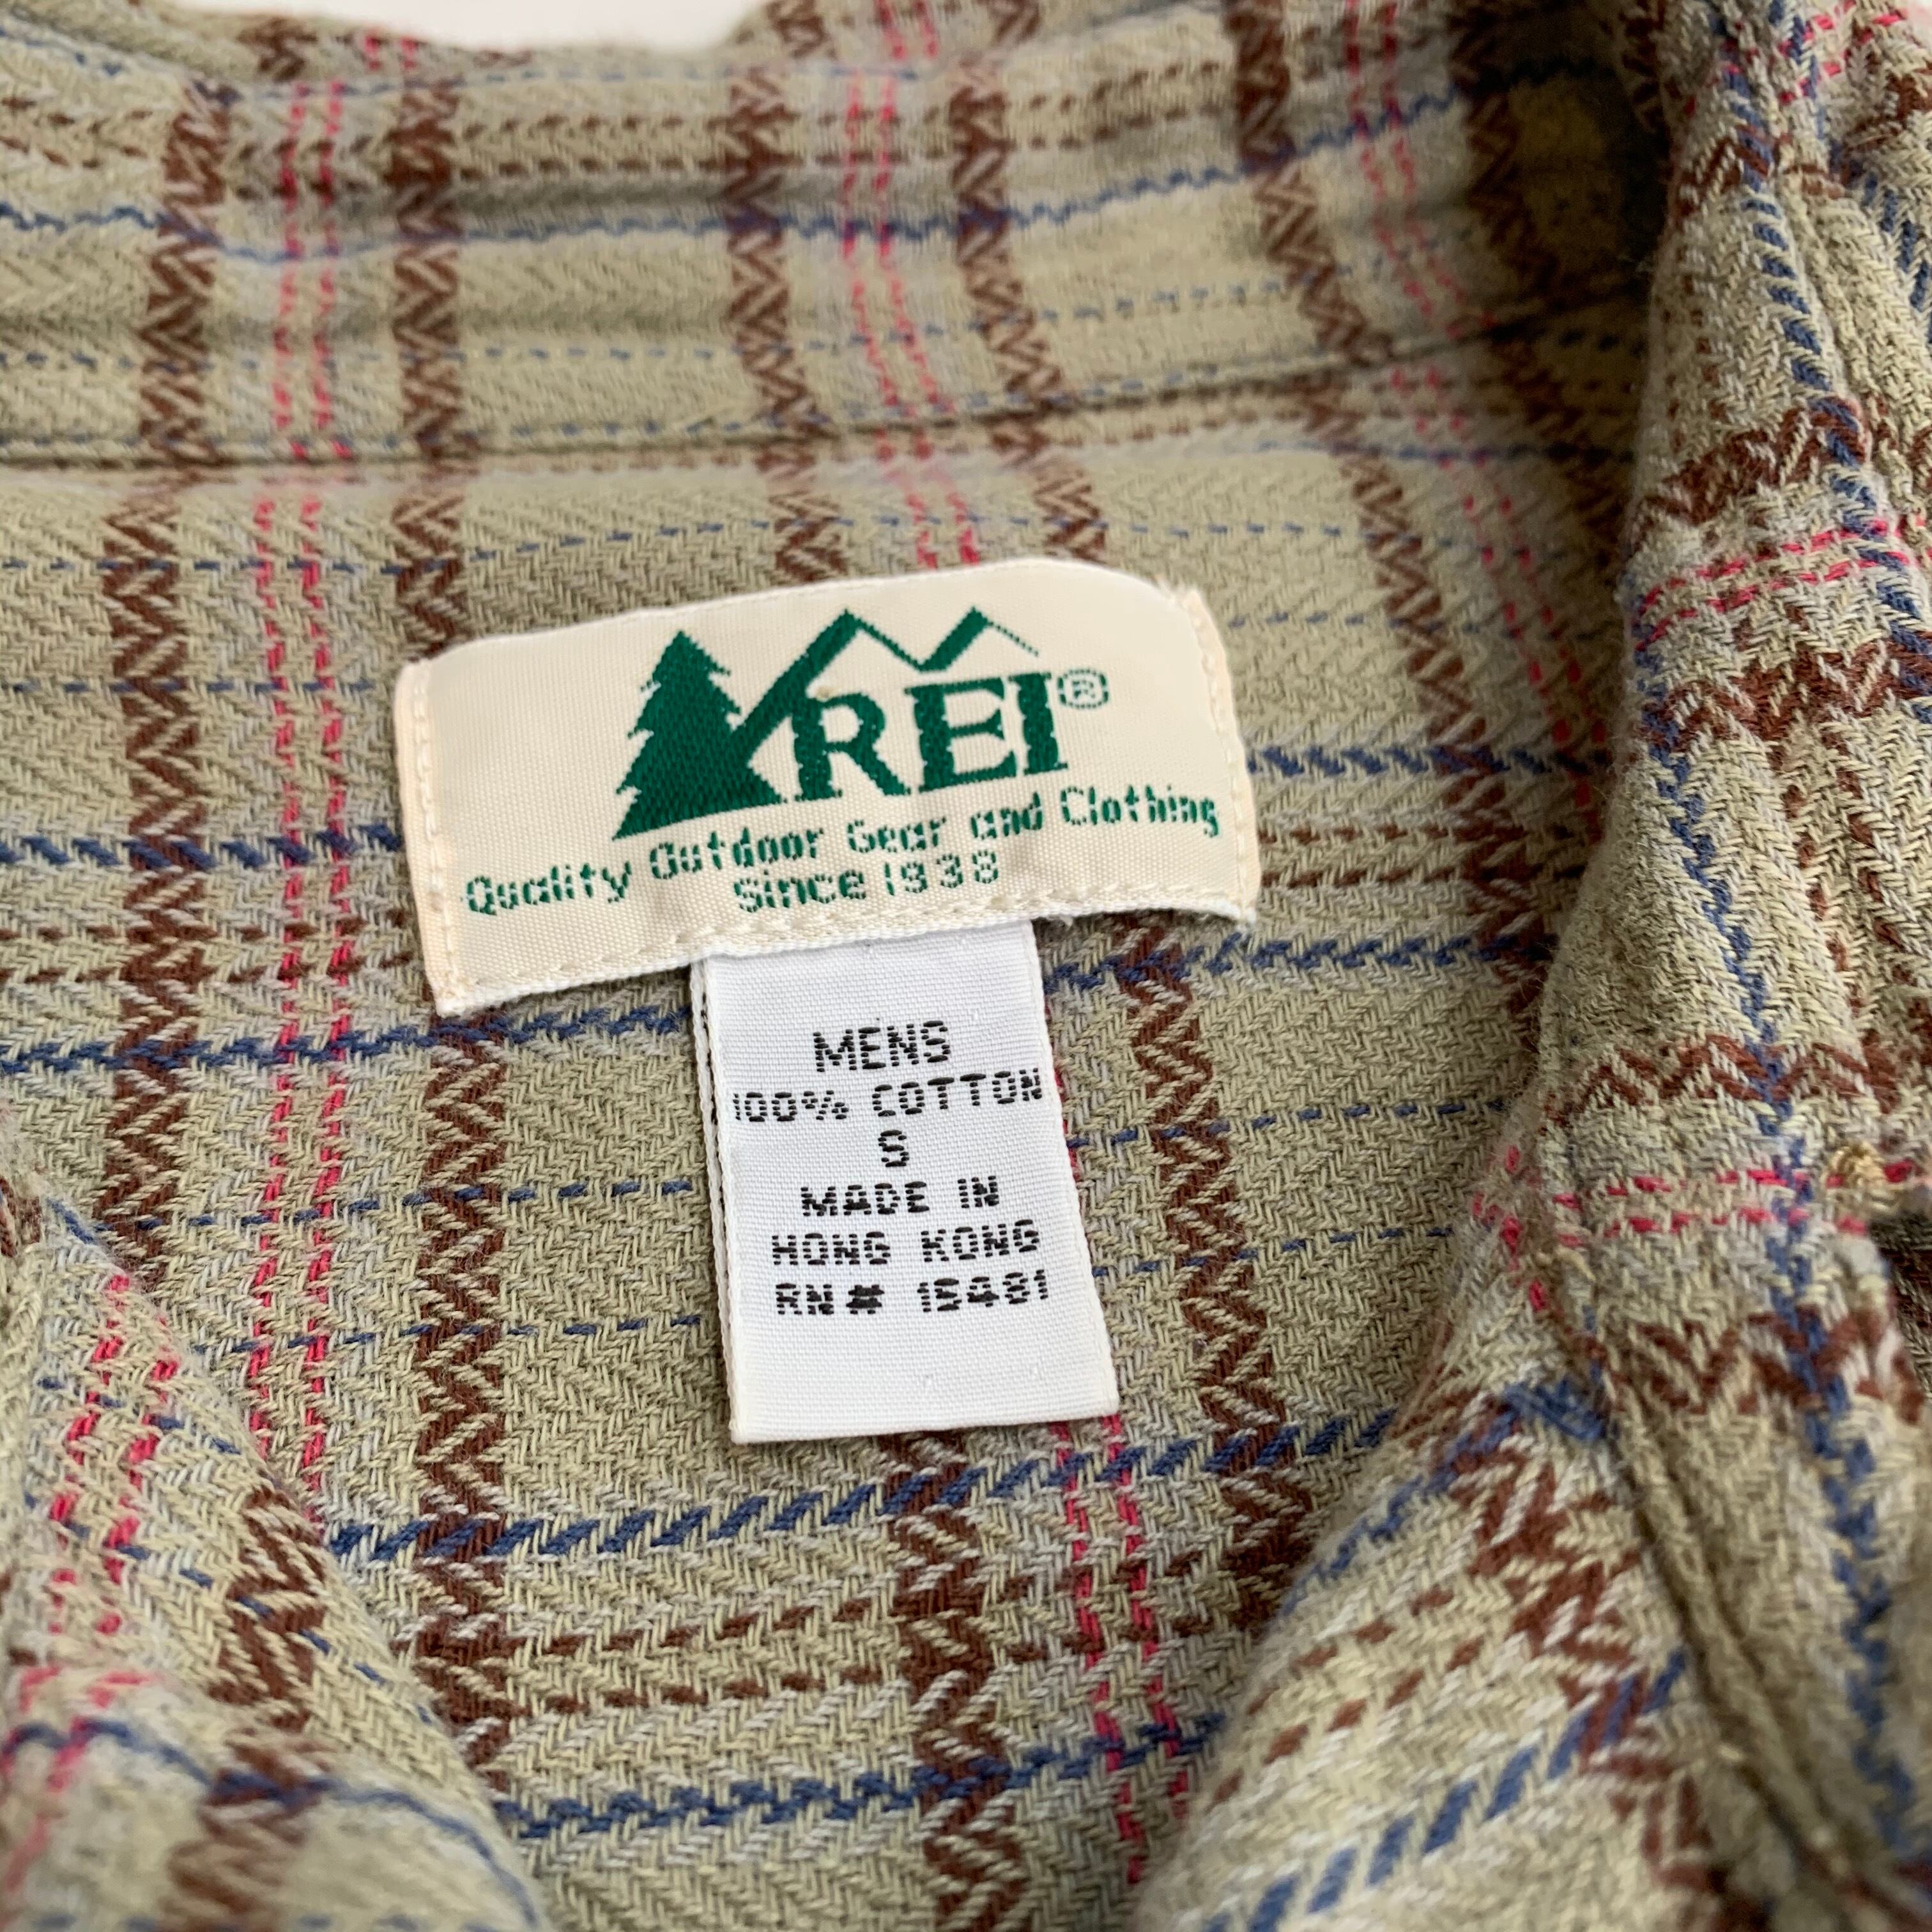 REI®
Quality Outdoor Gear and Clothing
Since 1938
MENS
100% COTTON
S
MADE IN
HONG KONG
RN# 15481